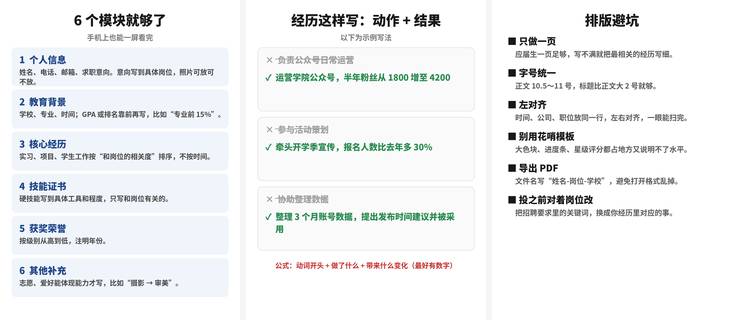 6 个模块就够了
手机上也能一屏看完
1 个人信息
姓名、电话、邮箱、求职意向。意向写到具体岗位，照片可放可
不放。
2 教育背景
学校、专业、时间；GPA 或排名靠前再写，比如“专业前 15%”。
3 核心经历
实习、项目、学生工作按“和岗位的相关度”排序，不按时间。
4 技能证书
硬技能写到具体工具和程度，只写和岗位有关的。
5 获奖荣誉
按级别从高到低，注明年份。
6 其他补充
志愿、爱好能体现能力才写，比如“摄影 → 审美”。
经历这样写：动作 + 结果
以下为示例写法
× 负责公众号日常运营
✓ 运营学院公众号，半年粉丝从 1800 增至 4200
× 参与活动策划
✓ 牵头开学季宣传，报名人数比去年多 30%
× 协助整理数据
✓ 整理 3 个月账号数据，提出发布时间建议并被采
用
公式：动词开头 + 做了什么 + 带来什么变化（最好有数字）
排版避坑
■ 只做一页
应届生一页足够，写不满就把最相关的经历写细。
■ 字号统一
正文 10.5～11 号，标题比正文大 2 号就够。
■ 左对齐
时间、公司、职位放同一行，左右对齐，一眼能扫完。
■ 别用花哨模板
大色块、进度条、星级评分都占地方又说明不了水平。
■ 导出 PDF
文件名写“姓名-岗位-学校”，避免打开格式乱掉。
■ 投之前对着岗位改
把招聘要求里的关键词，换成你经历里对应的事。